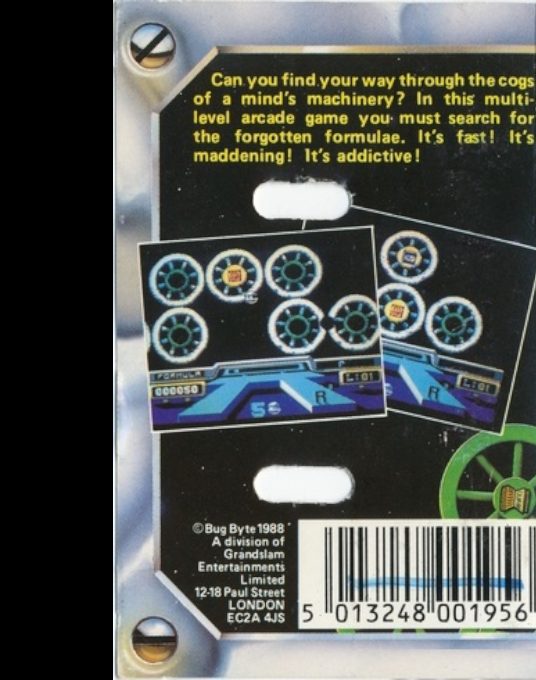 Can you find your way through the cogs
of a mind's machinery? In this multi-
level arcade game you must search for
the forgotten formulae. It's fast! It's
maddening! It's addictive!
FORMULA
000050
L:01
58
R
L:01
R
©Bug Byte 1988
A division of
Grandslam
Entertainments
Limited
12-18 Paul Street
LONDON
EC2A 4JS
5 013248 001956